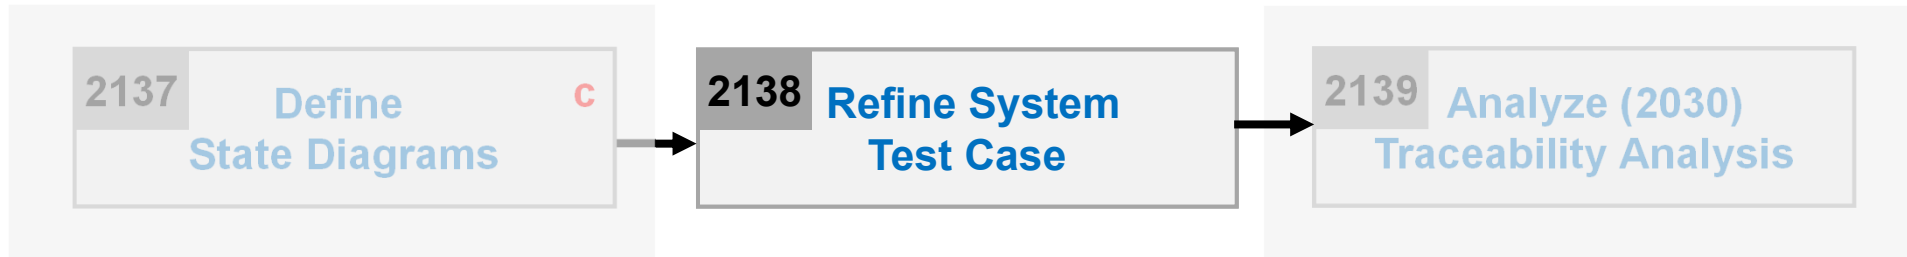 2137
Define
State Diagrams
c
2138
Refine System
Test Case
2139
Analyze (2030)
Traceability Analysis